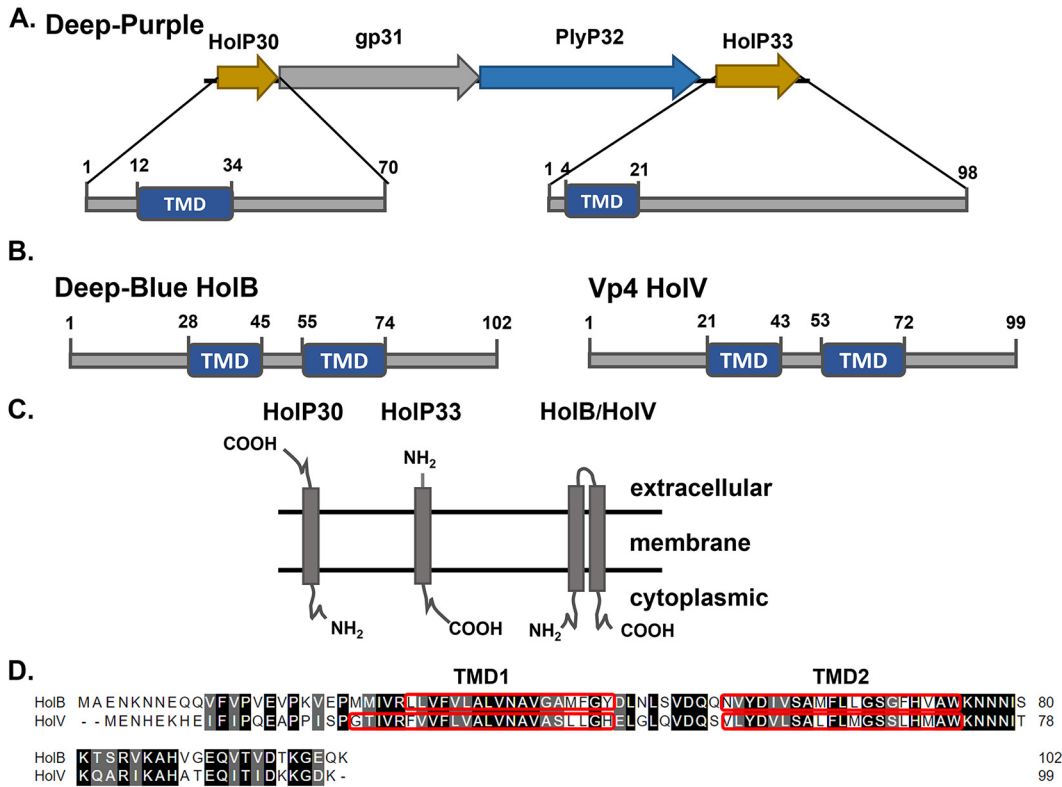 A. Deep-Purple
HolP30 gp31 PlyP32 HolP33
1 12 34 70 1 4 21 98
TMD TMD
B.
Deep-Blue HolB Vp4 HolV
1 28 45 55 74 102 1 21 43 53 72 99
TMD TMD TMD TMD
C.
HolP30 HolP33 HolB/HolV
COOH NH₂
extracellular
membrane
cytoplasmic
NH₂ COOH NH₂ COOH
D. TMD1 TMD2
HolB MAENKNNEQQVFVPVEVPKVEPMMIVRLLVFVLALVNAVGAMFGYDLNLSVDQQNVYDIVSAMFLLGSGFHVAWKNNNIS 80
HolV --MENHEKHEIFIPQEAPPISPGTIVRFVVFVLALVNAVASLLGHELGLQVDQSVLYDVLSALFLMGSSLHMAWKNNNIT 78
HolB KTSRVKAHVGEQVTVDTKGEQK 102
HolV KQARIKAHATEQITIDKKGDK- 99